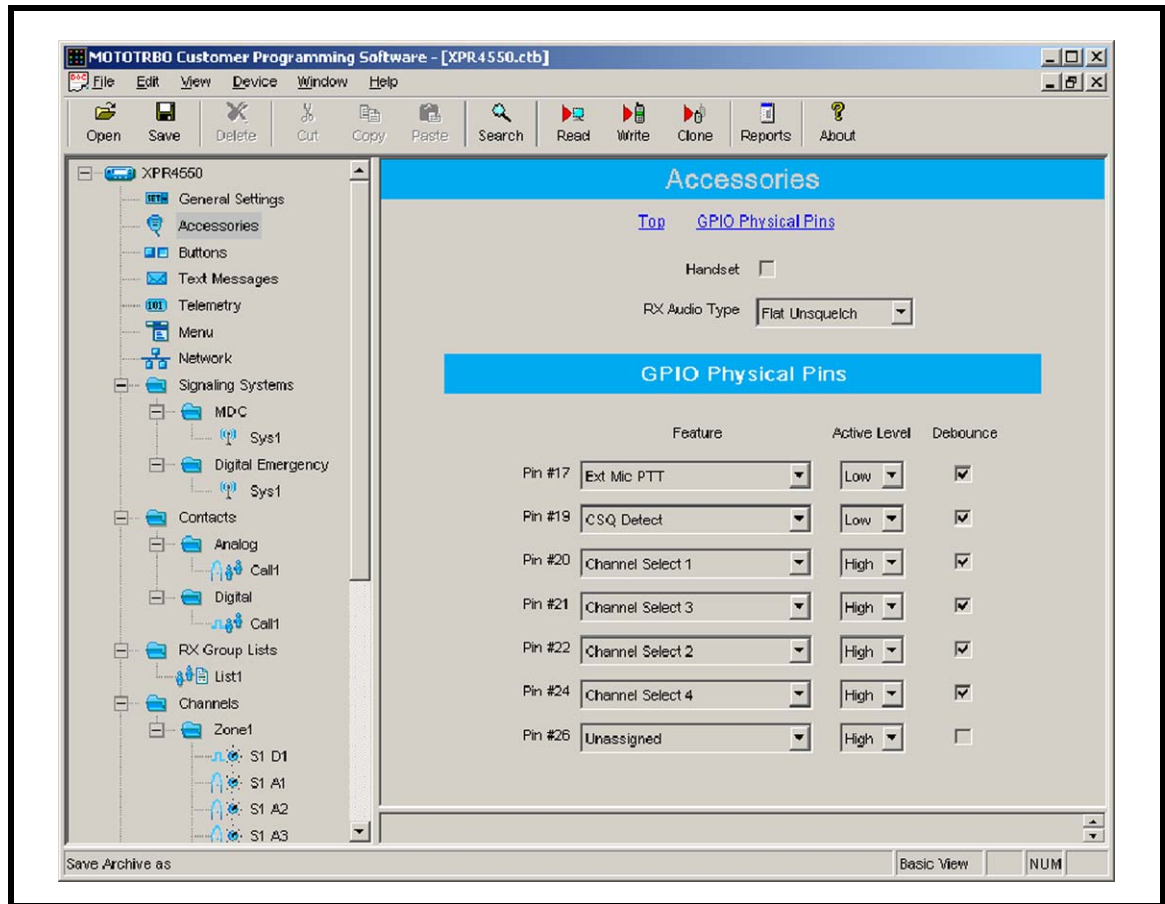 MOTOTRBO Customer Programming Software - [XPR4550.ctb]
File Edit View Device Window Help
Open Save Delete Cut Copy Paste Search Read Write Clone Reports About
XPR4550
General Settings
Accessories
Buttons
Text Messages
Telemetry
Menu
Network
Signaling Systems
MDC
Sys1
Digital Emergency
Sys1
Contacts
Analog
Call1
Digital
Call1
RX Group Lists
List1
Channels
Zone1
S1 D1
S1 A1
S1 A2
S1 A3
Accessories
Top GPIO Physical Pins
Handset
RX Audio Type Flat Unsquelch
GPIO Physical Pins
Feature Active Level Debounce
Pin #17 Ext Mic PTT Low
Pin #19 CSQ Detect Low
Pin #20 Channel Select 1 High
Pin #21 Channel Select 3 High
Pin #22 Channel Select 2 High
Pin #24 Channel Select 4 High
Pin #26 Unassigned High
Save Archive as Basic View NUM